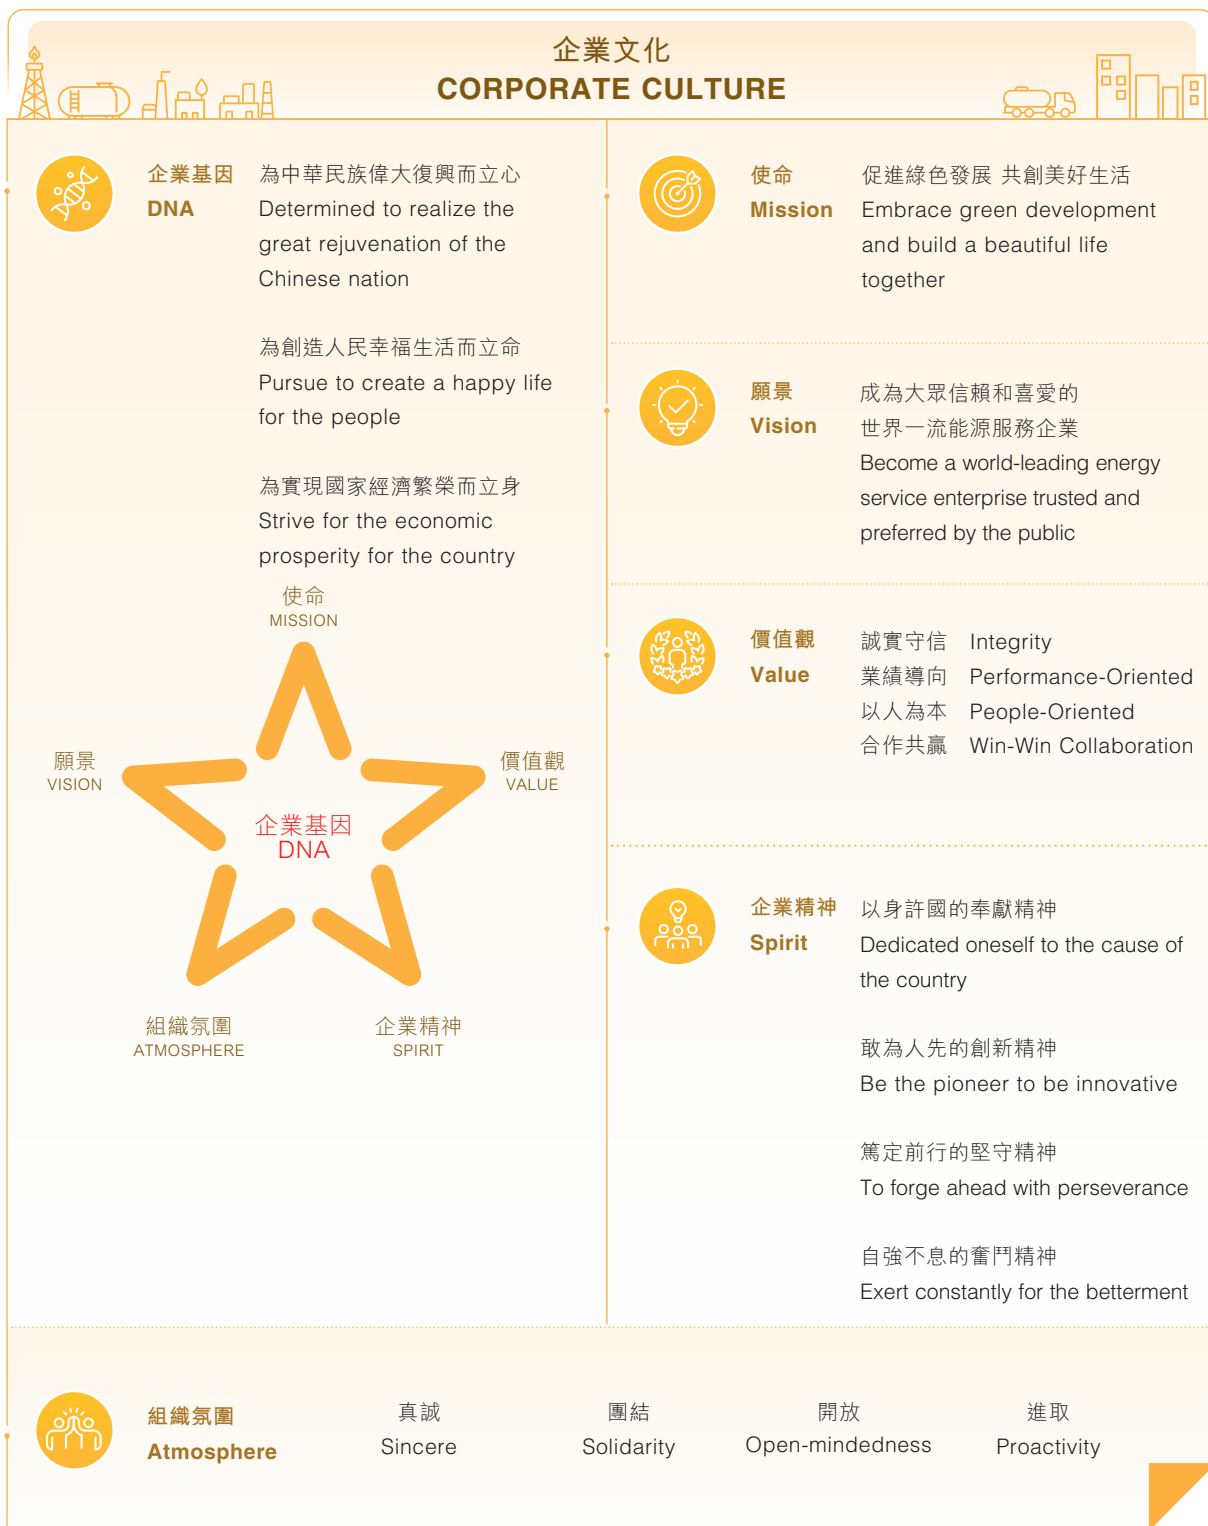 企業文化
CORPORATE CULTURE
企業基因
DNA
為中華民族偉大復興而立心
Determined to realize the
great rejuvenation of the
Chinese nation
為創造人民幸福生活而立命
Pursue to create a happy life
for the people
為實現國家經濟繁榮而立身
Strive for the economic
prosperity for the country
使命
MISSION
願景
VISION
價值觀
VALUE
企業基因
DNA
組織氛圍
ATMOSPHERE
企業精神
SPIRIT
使命
Mission
促進綠色發展 共創美好生活
Embrace green development
and build a beautiful life
together
願景
Vision
成為大眾信賴和喜愛的
世界一流能源服務企業
Become a world-leading energy
service enterprise trusted and
preferred by the public
價值觀
Value
誠實守信 Integrity
業績導向 Performance-Oriented
以人為本 People-Oriented
合作共贏 Win-Win Collaboration
企業精神
Spirit
以身許國的奉獻精神
Dedicated oneself to the cause of
the country
敢為人先的創新精神
Be the pioneer to be innovative
篤定前行的堅守精神
To forge ahead with perseverance
自強不息的奮鬥精神
Exert constantly for the betterment
組織氛圍
Atmosphere
真誠
Sincere
團結
Solidarity
開放
Open-mindedness
進取
Proactivity